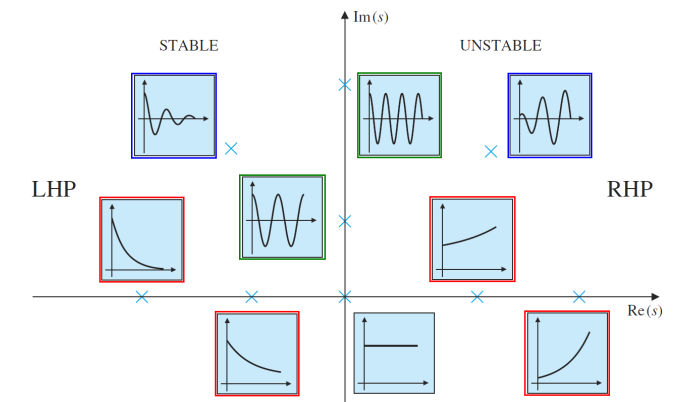 Im(s)
STABLE
UNSTABLE
LHP
RHP
Re(s)